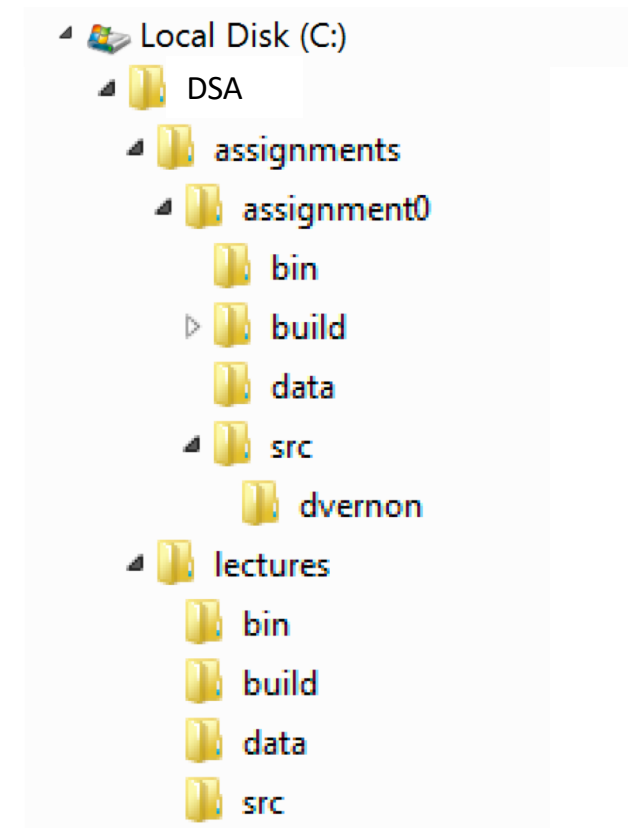 Local Disk (C:)
DSA
assignments
assignment0
bin
build
data
src
dvernon
lectures
bin
build
data
src